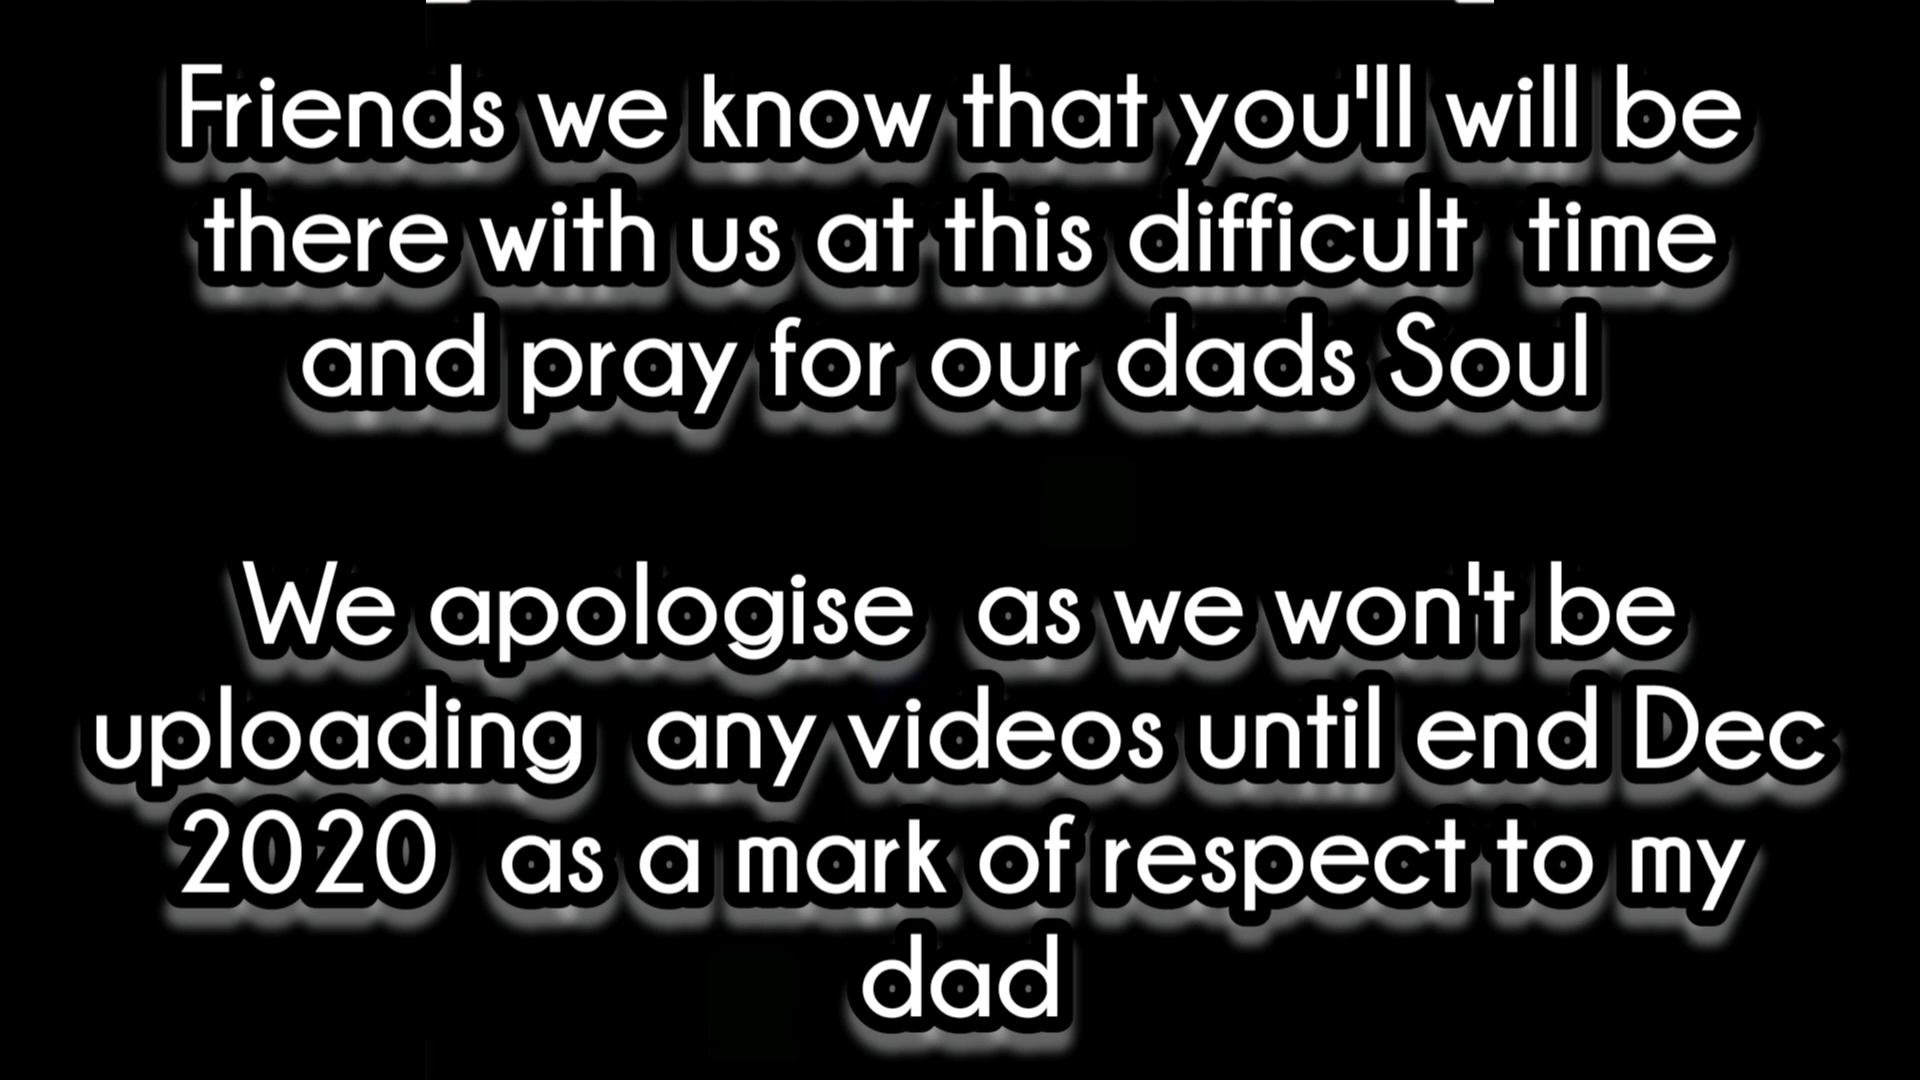 Friends we know that you'll will be
there with us at this difficult time
and pray for our dads Soul
We apologise as we won't be
uploading any videos until end Dec
2020 as a mark of respect to my
dad